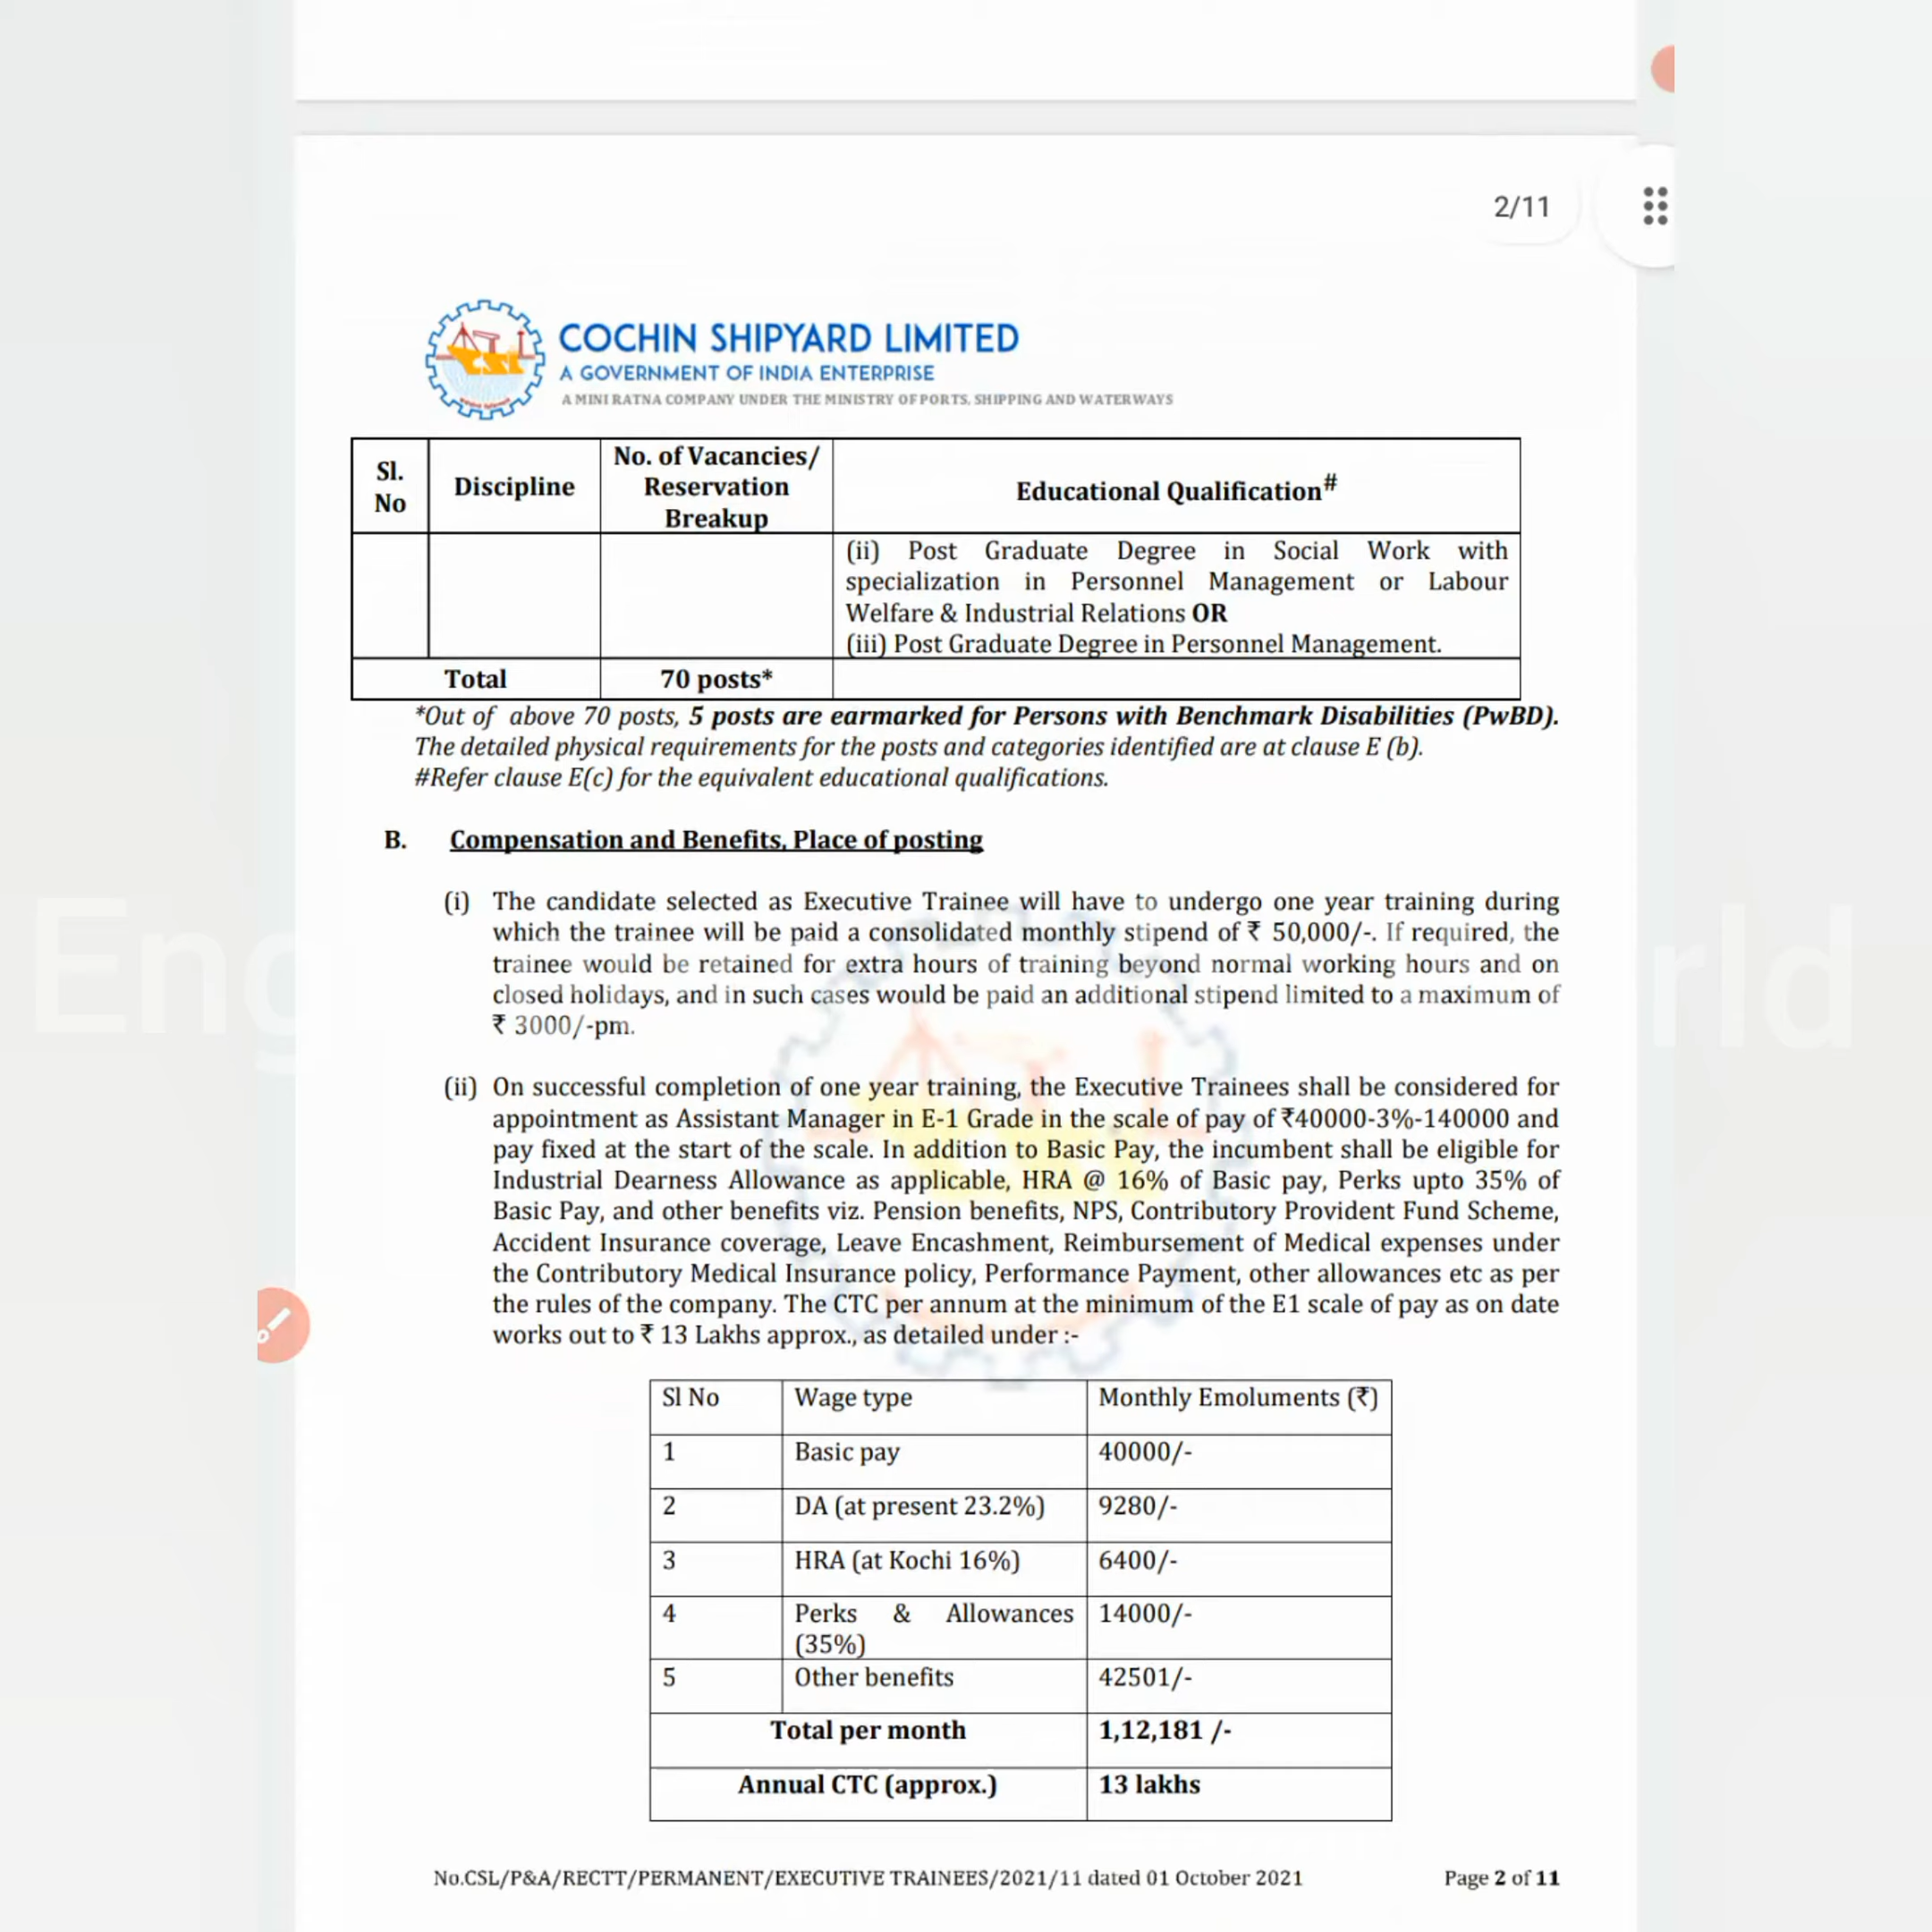 2/11
COCHIN SHIPYARD LIMITED
A GOVERNMENT OF INDIA ENTERPRISE
A MINI RATNA COMPANY UNDER THE MINISTRY OF PORTS, SHIPPING AND WATERWAYS
Sl. No Discipline No. of Vacancies/ Reservation Breakup Educational Qualification#
(ii) Post Graduate Degree in Social Work with
specialization in Personnel Management or Labour
Welfare & Industrial Relations OR
(iii) Post Graduate Degree in Personnel Management.
Total 70 posts*
*Out of above 70 posts, 5 posts are earmarked for Persons with Benchmark Disabilities (PwBD).
The detailed physical requirements for the posts and categories identified are at clause E (b).
#Refer clause E(c) for the equivalent educational qualifications.
B. Compensation and Benefits, Place of posting
(i) The candidate selected as Executive Trainee will have to undergo one year training during
which the trainee will be paid a consolidated monthly stipend of ₹ 50,000/-. If required, the
trainee would be retained for extra hours of training beyond normal working hours and on
closed holidays, and in such cases would be paid an additional stipend limited to a maximum of
₹ 3000/-pm.
(ii) On successful completion of one year training, the Executive Trainees shall be considered for
appointment as Assistant Manager in E-1 Grade in the scale of pay of ₹40000-3%-140000 and
pay fixed at the start of the scale. In addition to Basic Pay, the incumbent shall be eligible for
Industrial Dearness Allowance as applicable, HRA @ 16% of Basic pay, Perks upto 35% of
Basic Pay, and other benefits viz. Pension benefits, NPS, Contributory Provident Fund Scheme,
Accident Insurance coverage, Leave Encashment, Reimbursement of Medical expenses under
the Contributory Medical Insurance policy, Performance Payment, other allowances etc as per
the rules of the company. The CTC per annum at the minimum of the E1 scale of pay as on date
works out to ₹ 13 Lakhs approx., as detailed under :-
Sl No Wage type Monthly Emoluments (₹)
1 Basic pay 40000/-
2 DA (at present 23.2%) 9280/-
3 HRA (at Kochi 16%) 6400/-
4 Perks & Allowances (35%) 14000/-
5 Other benefits 42501/-
Total per month 1,12,181 /-
Annual CTC (approx.) 13 lakhs
No.CSL/P&A/RECTT/PERMANENT/EXECUTIVE TRAINEES/2021/11 dated 01 October 2021 Page 2 of 11